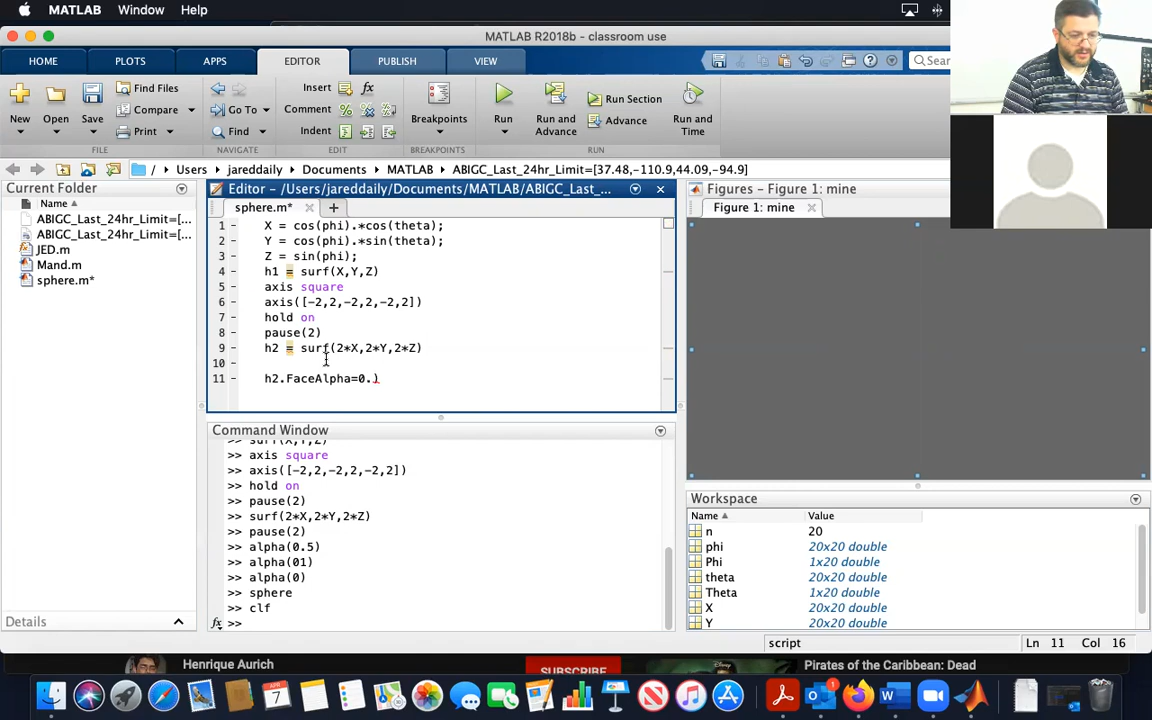 MATLAB Window Help
MATLAB R2018b - classroom use
HOME PLOTS APPS EDITOR PUBLISH VIEW
Sear
New Open Save
Find Files
Compare
Print
Go To
Find
Insert
Comment
Indent
Breakpoints
Run
Run and Advance
Run Section
Advance
Run and Time
FILE NAVIGATE EDIT BREAKPOINTS RUN
/ Users jareddaily Documents MATLAB ABIGC_Last_24hr_Limit=[37.48,-110.9,44.09,-94.9]
Current Folder
Name
ABIGC_Last_24hr_Limit=[...
ABIGC_Last_24hr_Limit=[...
JED.m
Mand.m
sphere.m*
Details
Editor - /Users/jareddaily/Documents/MATLAB/ABIGC_Last_...
sphere.m*
1 X = cos(phi).*cos(theta);
2 Y = cos(phi).*sin(theta);
3 Z = sin(phi);
4 h1 = surf(X,Y,Z)
5 axis square
6 axis([-2,2,-2,2,-2,2])
7 hold on
8 pause(2)
9 h2 = surf(2*X,2*Y,2*Z)
10
11 h2.FaceAlpha=0.)
Command Window
>> surf(X,Y,Z)
>> axis square
>> axis([-2,2,-2,2,-2,2])
>> hold on
>> pause(2)
>> surf(2*X,2*Y,2*Z)
>> pause(2)
>> alpha(0.5)
>> alpha(01)
>> alpha(0)
>> sphere
>> clf
fx >>
Figures - Figure 1: mine
Figure 1: mine
Workspace
Name Value
n 20
phi 20x20 double
Phi 1x20 double
theta 20x20 double
Theta 1x20 double
X 20x20 double
Y 20x20 double
script Ln 11 Col 16
Henrique Aurich
SUBSCRIBE
Pirates of the Caribbean: Dead
APR
7
1